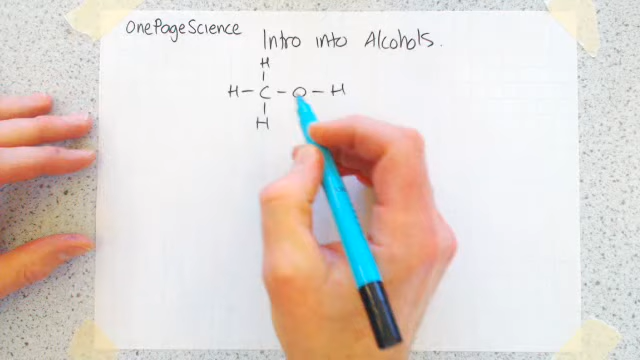 OnePageScience
Intro into Alcohols.
H
H - C - O - H
H